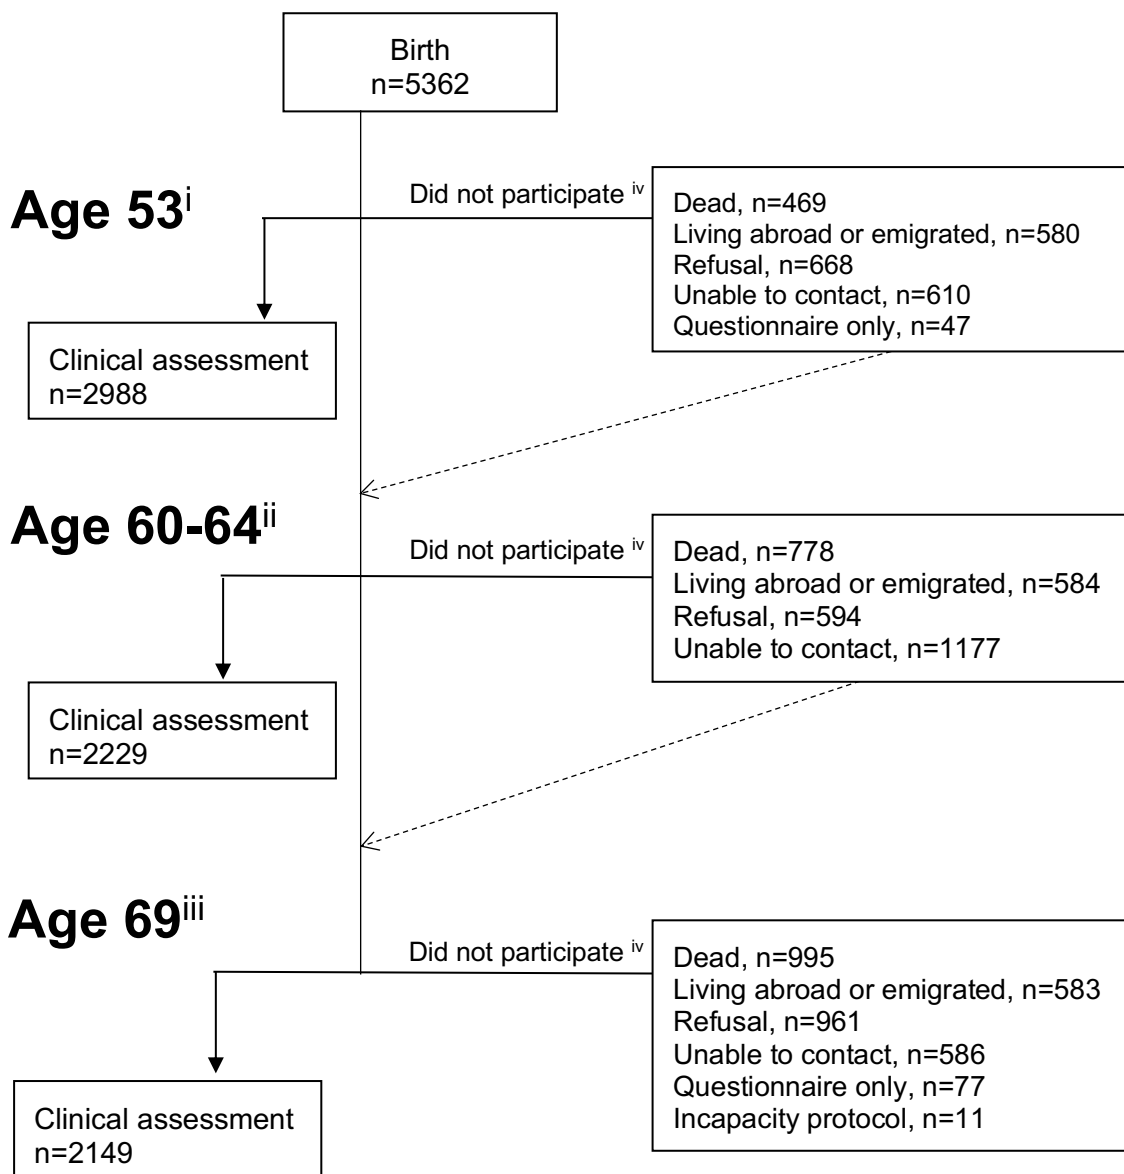 Birth
n=5362
Age 53i
Did not participate iv
Dead, n=469
Living abroad or emigrated, n=580
Refusal, n=668
Unable to contact, n=610
Questionnaire only, n=47
Clinical assessment
n=2988
Age 60-64ii
Did not participate iv
Dead, n=778
Living abroad or emigrated, n=584
Refusal, n=594
Unable to contact, n=1177
Clinical assessment
n=2229
Age 69iii
Did not participate iv
Dead, n=995
Living abroad or emigrated, n=583
Refusal, n=961
Unable to contact, n=586
Questionnaire only, n=77
Incapacity protocol, n=11
Clinical assessment
n=2149